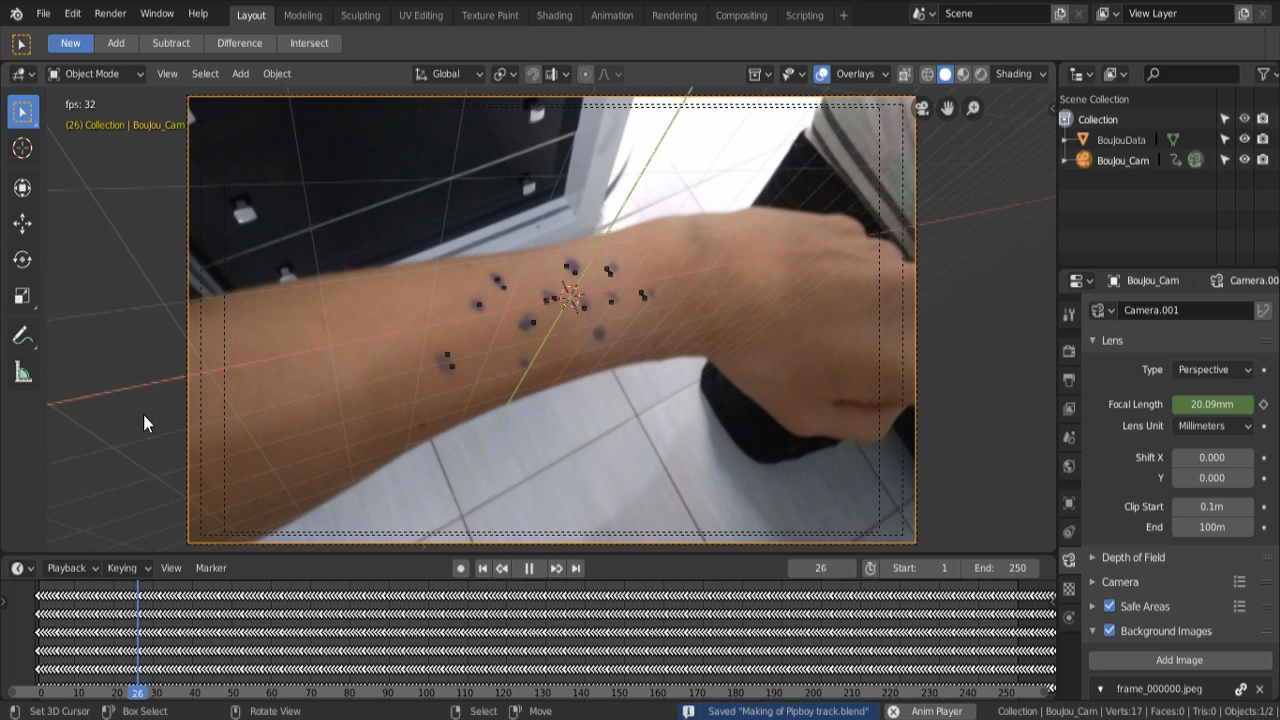 File Edit Render Window Help Layout Modeling Sculpting UV Editing Texture Paint Shading Animation Rendering Compositing Scripting + Scene View Layer
New Add Subtract Difference Intersect
Object Mode View Select Add Object Global Overlays Shading
fps: 32
(26) Collection | BouJou_Cam
Scene Collection
Collection
BoujouData
BouJou_Cam
BouJou_Cam Camera.00
Camera.001
Lens
Type Perspective
Focal Length 20.09mm
Lens Unit Millimeters
Shift X 0.000
Y 0.000
Clip Start 0.1m
End 100m
Depth of Field
Camera
Safe Areas
Background Images
Add Image
frame_000000.jpeg
Playback Keying View Marker 26 Start: 1 End: 250
0 10 20 26 30 40 50 60 70 80 90 100 110 120 130 140 150 160 170 180 190 200 210 220 230 240 250
Set 3D Cursor Box Select Rotate View Select Move Saved "Making of Pipboy track.blend" Anim Player Collection | BouJou_Cam | Verts:17 | Faces:0 | Tris:0 | Objects:1/2